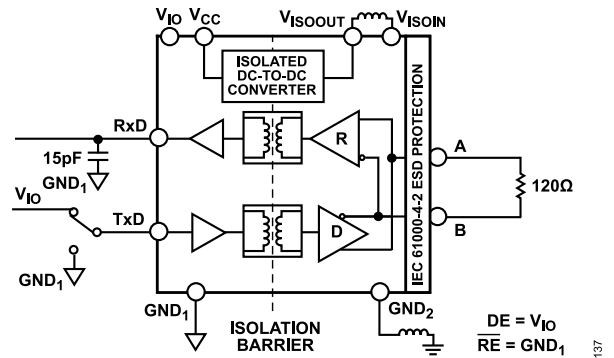 VIO VCC VISOOUT VISOIN
ISOLATED
DC-TO-DC
CONVERTER
RxD
R
A
15pF
GND1
120Ω
VIO
TxD
D
B
IEC 61000-4-2 ESD PROTECTION
GND1
GND1
GND2
ISOLATION
BARRIER
DE = VIO
R̅E̅ = GND1
137